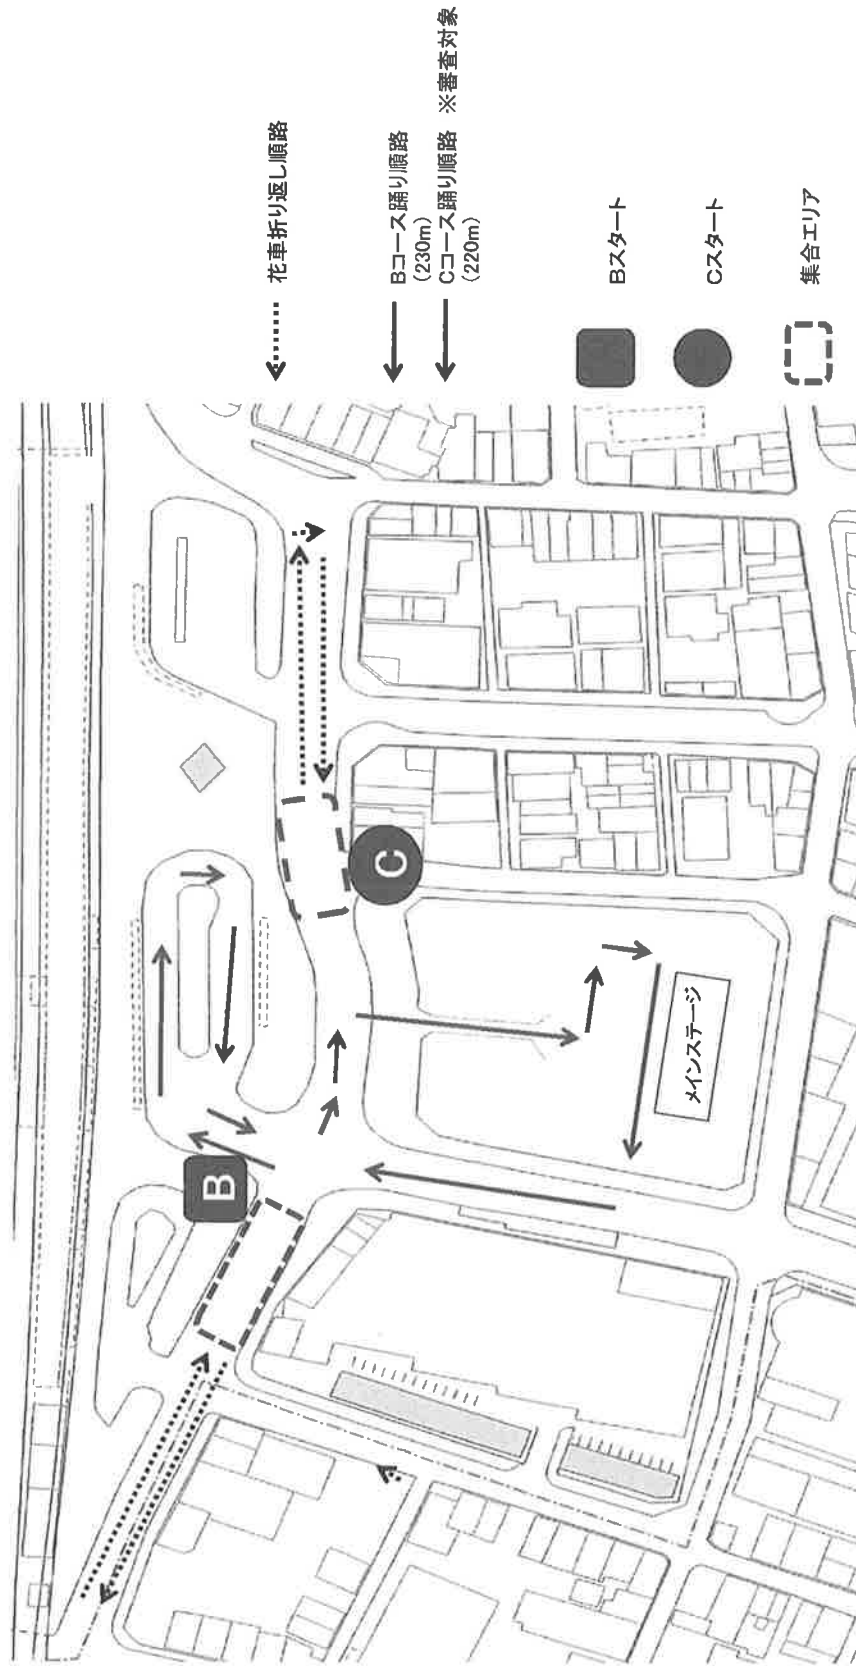 花車折り返し順路
Bコース踊り順路
(230m)
Cコース踊り順路 ※審査対象
(220m)
Bスタート
Cスタート
集合エリア
B
C
メインステージ